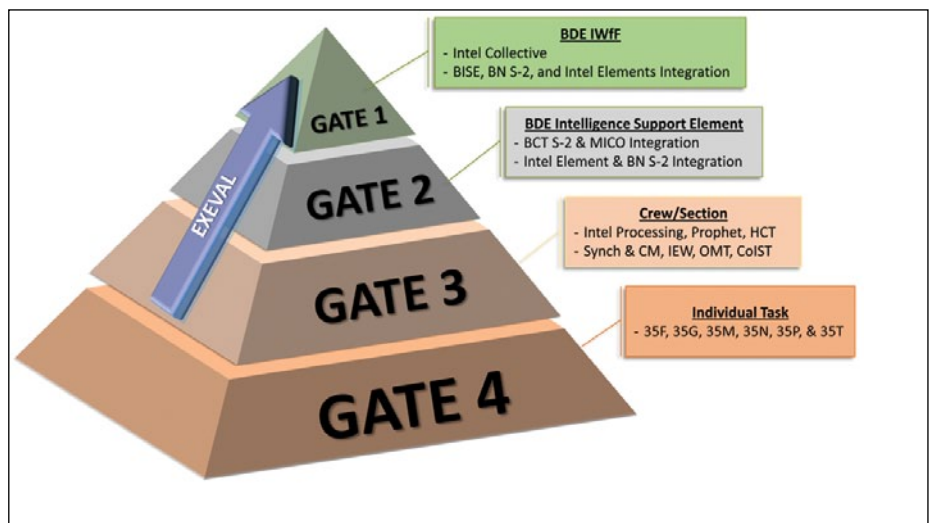 BDE IWfF
- Intel Collective
- BISE, BN S-2, and Intel Elements Integration
GATE 1
BDE Intelligence Support Element
- BCT S-2 & MICO Integration
- Intel Element & BN S-2 Integration
GATE 2
EXEVAL
Crew/Section
- Intel Processing, Prophet, HCT
- Synch & CM, IEW, OMT, CoIST
GATE 3
Individual Task
- 35F, 35G, 35M, 35N, 35P, & 35T
GATE 4